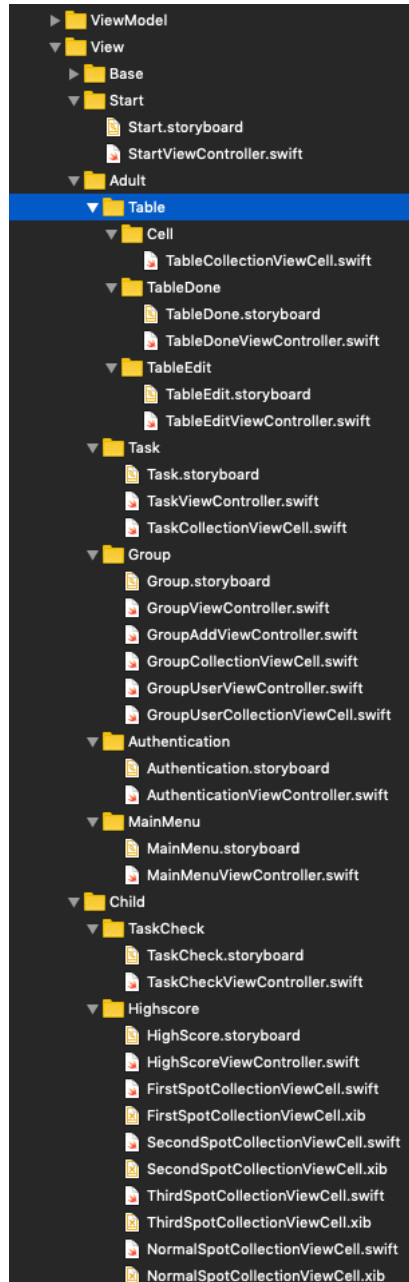 ViewModel
View
Base
Start
Start.storyboard
StartViewController.swift
Adult
Table
Cell
TableCollectionViewCell.swift
TableDone
TableDone.storyboard
TableDoneViewController.swift
TableEdit
TableEdit.storyboard
TableEditViewController.swift
Task
Task.storyboard
TaskViewController.swift
TaskCollectionViewCell.swift
Group
Group.storyboard
GroupViewController.swift
GroupAddViewController.swift
GroupCollectionViewCell.swift
GroupUserViewController.swift
GroupUserCollectionViewCell.swift
Authentication
Authentication.storyboard
AuthenticationViewController.swift
MainMenu
MainMenu.storyboard
MainMenuViewController.swift
Child
TaskCheck
TaskCheck.storyboard
TaskCheckViewController.swift
Highscore
HighScore.storyboard
HighScoreViewController.swift
FirstSpotCollectionViewCell.swift
FirstSpotCollectionViewCell.xib
SecondSpotCollectionViewCell.swift
SecondSpotCollectionViewCell.xib
ThirdSpotCollectionViewCell.swift
ThirdSpotCollectionViewCell.xib
NormalSpotCollectionViewCell.swift
NormalSpotCollectionViewCell.xib